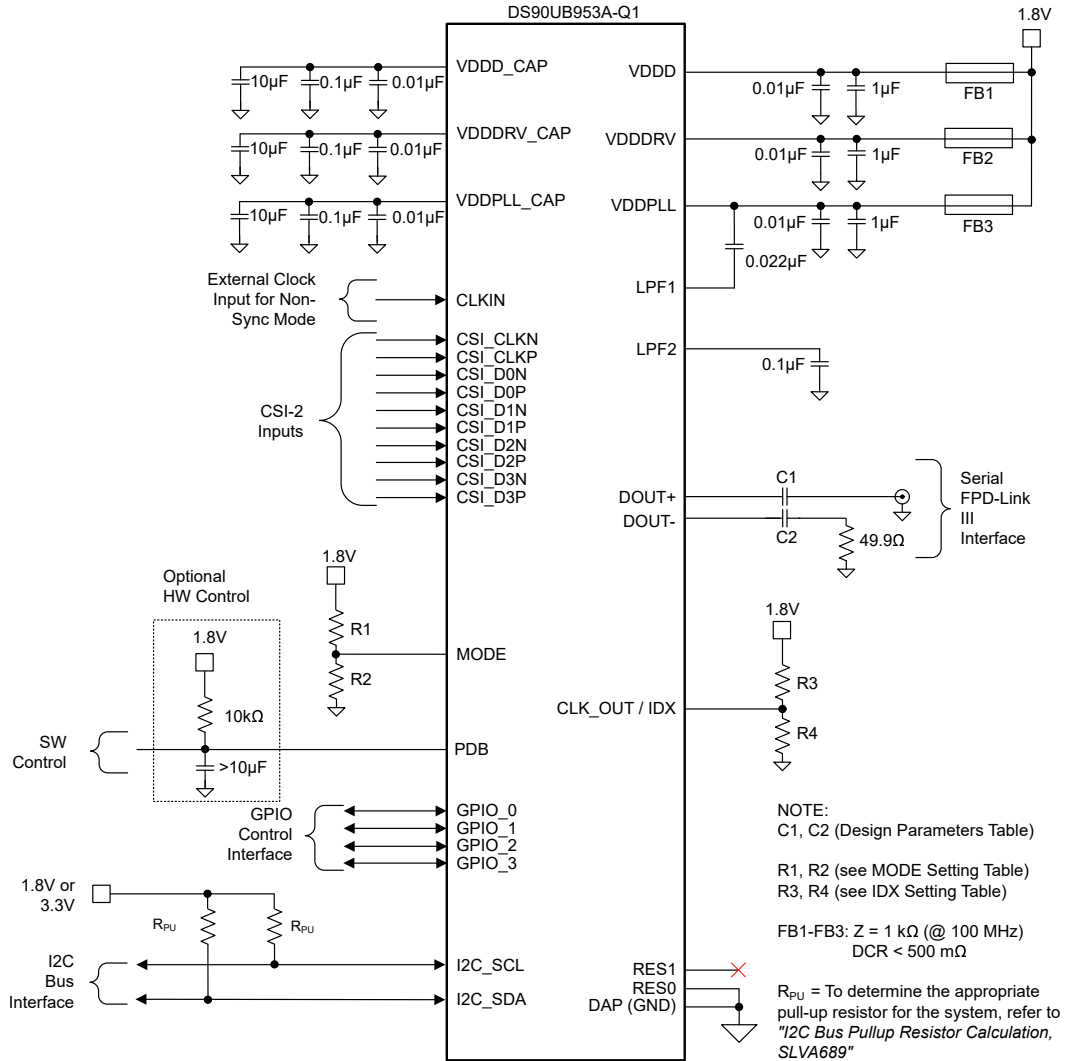 DS90UB953A-Q1
1.8V
VDDD_CAP
10µF
0.1µF
0.01µF
VDDDRV_CAP
10µF
0.1µF
0.01µF
VDDPLL_CAP
10µF
0.1µF
0.01µF
VDDD
0.01µF
1µF
FB1
VDDDRV
0.01µF
1µF
FB2
VDDPLL
0.01µF
1µF
FB3
0.022µF
LPF1
LPF2
0.1µF
External Clock
Input for Non-
Sync Mode
CLKIN
CSI-2
Inputs
CSI_CLKN
CSI_CLKP
CSI_D0N
CSI_D0P
CSI_D1N
CSI_D1P
CSI_D2N
CSI_D2P
CSI_D3N
CSI_D3P
DOUT+
DOUT-
C1
C2
49.9Ω
Serial
FPD-Link
III
Interface
1.8V
R1
R2
MODE
Optional
HW Control
1.8V
10kΩ
>10µF
SW
Control
PDB
1.8V
R3
R4
CLK_OUT / IDX
GPIO
Control
Interface
GPIO_0
GPIO_1
GPIO_2
GPIO_3
1.8V or
3.3V
RPU
RPU
I2C
Bus
Interface
I2C_SCL
I2C_SDA
RES1
RES0
DAP (GND)
NOTE:
C1, C2 (Design Parameters Table)
R1, R2 (see MODE Setting Table)
R3, R4 (see IDX Setting Table)
FB1-FB3: Z = 1 kΩ (@ 100 MHz)
DCR < 500 mΩ
RPU = To determine the appropriate
pull-up resistor for the system, refer to
"I2C Bus Pullup Resistor Calculation,
SLVA689"